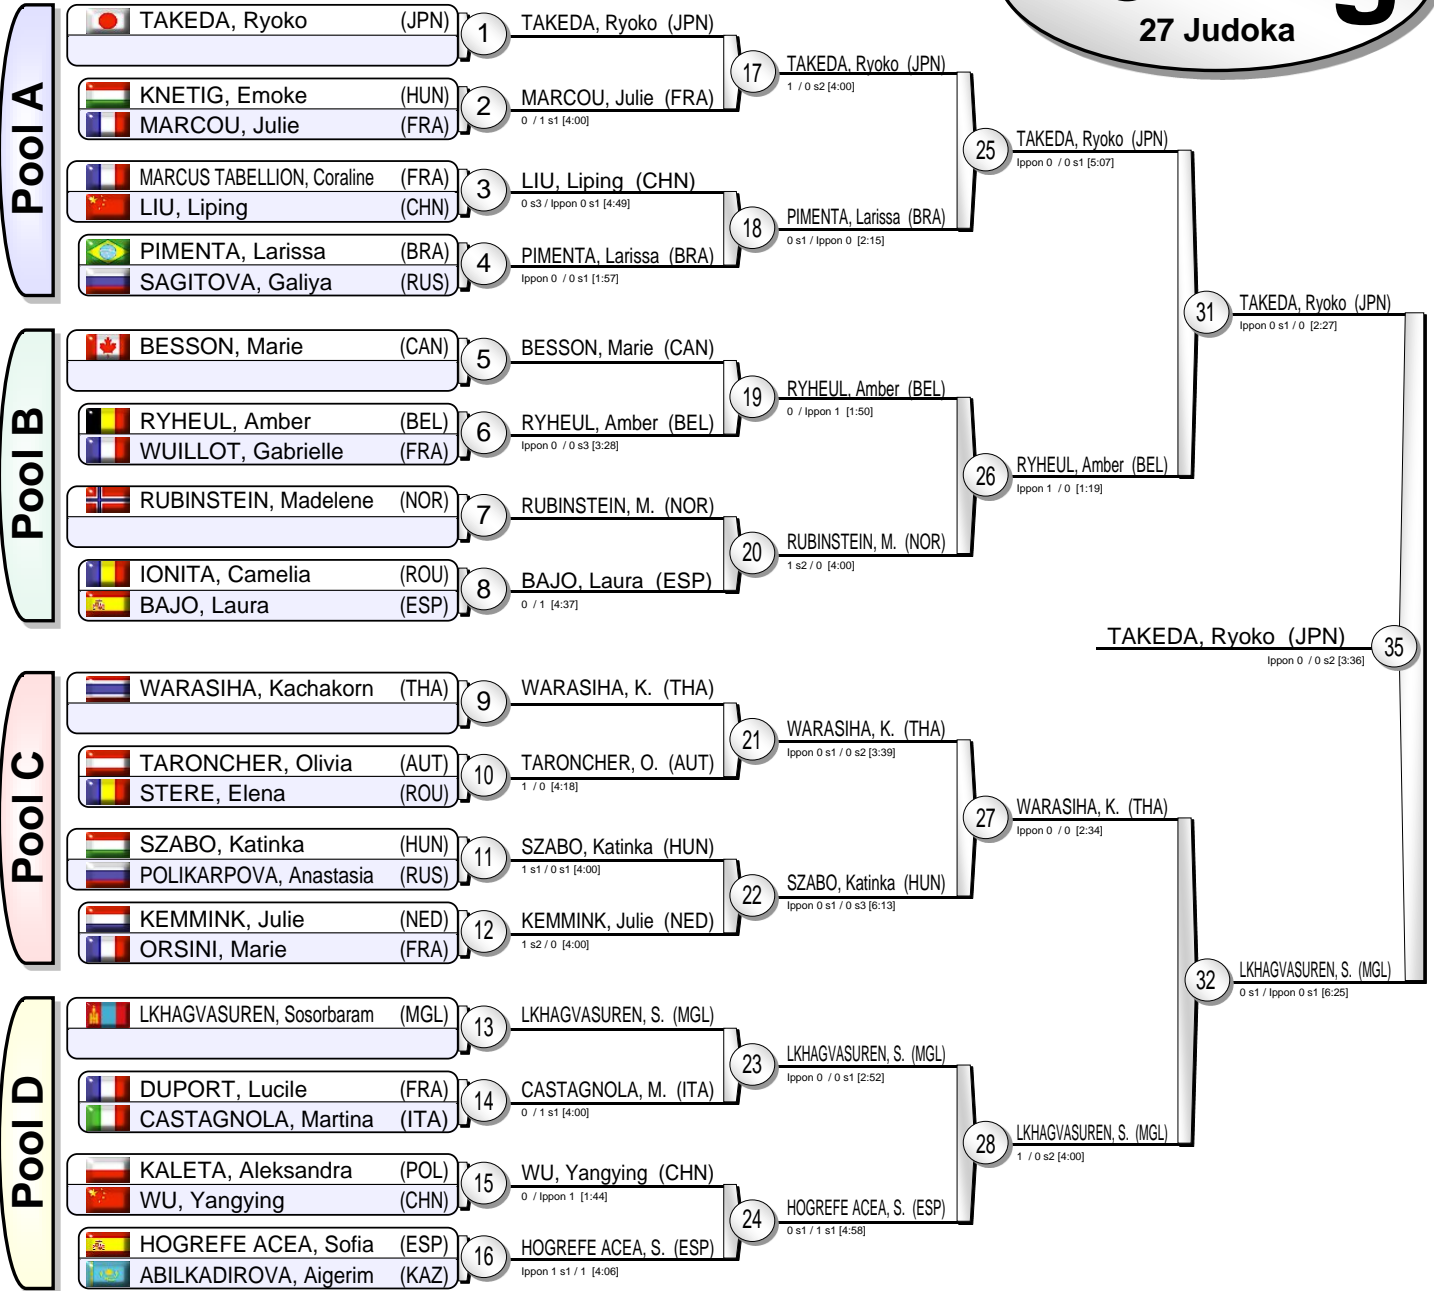 27 Judoka
Pool A
TAKEDA, Ryoko (JPN)
KNETIG, Emoke (HUN)
MARCOU, Julie (FRA)
MARCUS TABELLION, Coraline (FRA)
LIU, Liping (CHN)
PIMENTA, Larissa (BRA)
SAGITOVA, Galiya (RUS)
Pool B
BESSON, Marie (CAN)
RYHEUL, Amber (BEL)
WUILLOT, Gabrielle (FRA)
RUBINSTEIN, Madelene (NOR)
IONITA, Camelia (ROU)
BAJO, Laura (ESP)
Pool C
WARASIHA, Kachakorn (THA)
TARONCHER, Olivia (AUT)
STERE, Elena (ROU)
SZABO, Katinka (HUN)
POLIKARPOVA, Anastasia (RUS)
KEMMINK, Julie (NED)
ORSINI, Marie (FRA)
Pool D
LKHAGVASUREN, Sosorbaram (MGL)
DUPORT, Lucile (FRA)
CASTAGNOLA, Martina (ITA)
KALETA, Aleksandra (POL)
WU, Yangying (CHN)
HOGREFE ACEA, Sofia (ESP)
ABILKADIROVA, Aigerim (KAZ)
1 TAKEDA, Ryoko (JPN)
2 MARCOU, Julie (FRA)
0 / 1 s1 [4:00]
3 LIU, Liping (CHN)
0 s3 / Ippon 0 s1 [4:49]
4 PIMENTA, Larissa (BRA)
Ippon 0 / 0 s1 [1:57]
5 BESSON, Marie (CAN)
6 RYHEUL, Amber (BEL)
Ippon 0 / 0 s3 [3:28]
7 RUBINSTEIN, M. (NOR)
8 BAJO, Laura (ESP)
0 / 1 [4:37]
9 WARASIHA, K. (THA)
10 TARONCHER, O. (AUT)
1 / 0 [4:18]
11 SZABO, Katinka (HUN)
1 s1 / 0 s1 [4:00]
12 KEMMINK, Julie (NED)
1 s2 / 0 [4:00]
13 LKHAGVASUREN, S. (MGL)
14 CASTAGNOLA, M. (ITA)
0 / 1 s1 [4:00]
15 WU, Yangying (CHN)
0 / Ippon 1 [1:44]
16 HOGREFE ACEA, S. (ESP)
Ippon 1 s1 / 1 [4:06]
17 TAKEDA, Ryoko (JPN)
1 / 0 s2 [4:00]
18 PIMENTA, Larissa (BRA)
0 s1 / Ippon 0 [2:15]
19 RYHEUL, Amber (BEL)
0 / Ippon 1 [1:50]
20 RUBINSTEIN, M. (NOR)
1 s2 / 0 [4:00]
21 WARASIHA, K. (THA)
Ippon 0 s1 / 0 s2 [3:39]
22 SZABO, Katinka (HUN)
Ippon 0 s1 / 0 s3 [6:13]
23 LKHAGVASUREN, S. (MGL)
Ippon 0 / 0 s1 [2:52]
24 HOGREFE ACEA, S. (ESP)
0 s1 / 1 s1 [4:58]
25 TAKEDA, Ryoko (JPN)
Ippon 0 / 0 s1 [5:07]
26 RYHEUL, Amber (BEL)
Ippon 1 / 0 [1:19]
27 WARASIHA, K. (THA)
Ippon 0 / 0 [2:34]
28 LKHAGVASUREN, S. (MGL)
1 / 0 s2 [4:00]
31 TAKEDA, Ryoko (JPN)
Ippon 0 s1 / 0 [2:27]
32 LKHAGVASUREN, S. (MGL)
0 s1 / Ippon 0 s1 [6:25]
TAKEDA, Ryoko (JPN) 35
Ippon 0 / 0 s2 [3:36]